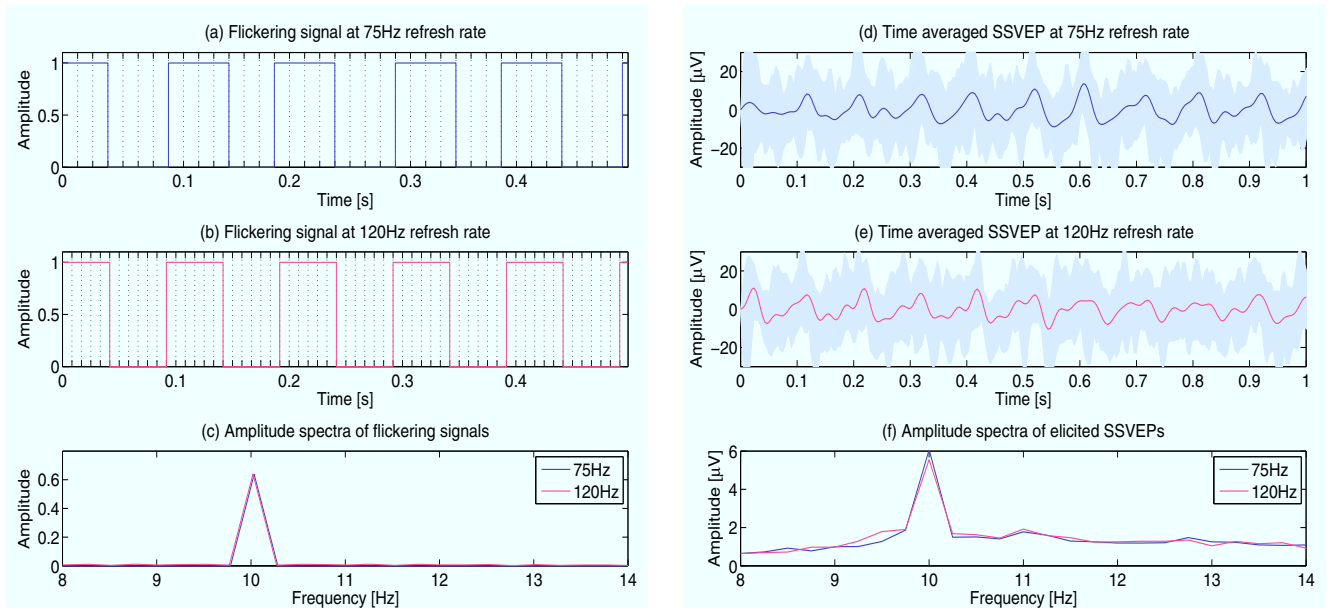 (a) Flickering signal at 75Hz refresh rate
1
0.5
0
Amplitude
0 0.1 0.2 0.3 0.4
Time [s]
(b) Flickering signal at 120Hz refresh rate
1
0.5
0
Amplitude
0 0.1 0.2 0.3 0.4
Time [s]
(c) Amplitude spectra of flickering signals
0.6
0.4
0.2
0
Amplitude
75Hz
120Hz
8 9 10 11 12 13 14
Frequency [Hz]
(d) Time averaged SSVEP at 75Hz refresh rate
20
0
−20
Amplitude [µV]
0 0.1 0.2 0.3 0.4 0.5 0.6 0.7 0.8 0.9 1
Time [s]
(e) Time averaged SSVEP at 120Hz refresh rate
20
0
−20
Amplitude [µV]
0 0.1 0.2 0.3 0.4 0.5 0.6 0.7 0.8 0.9 1
Time [s]
(f) Amplitude spectra of elicited SSVEPs
6
4
2
0
Amplitude [µV]
75Hz
120Hz
8 9 10 11 12 13 14
Frequency [Hz]